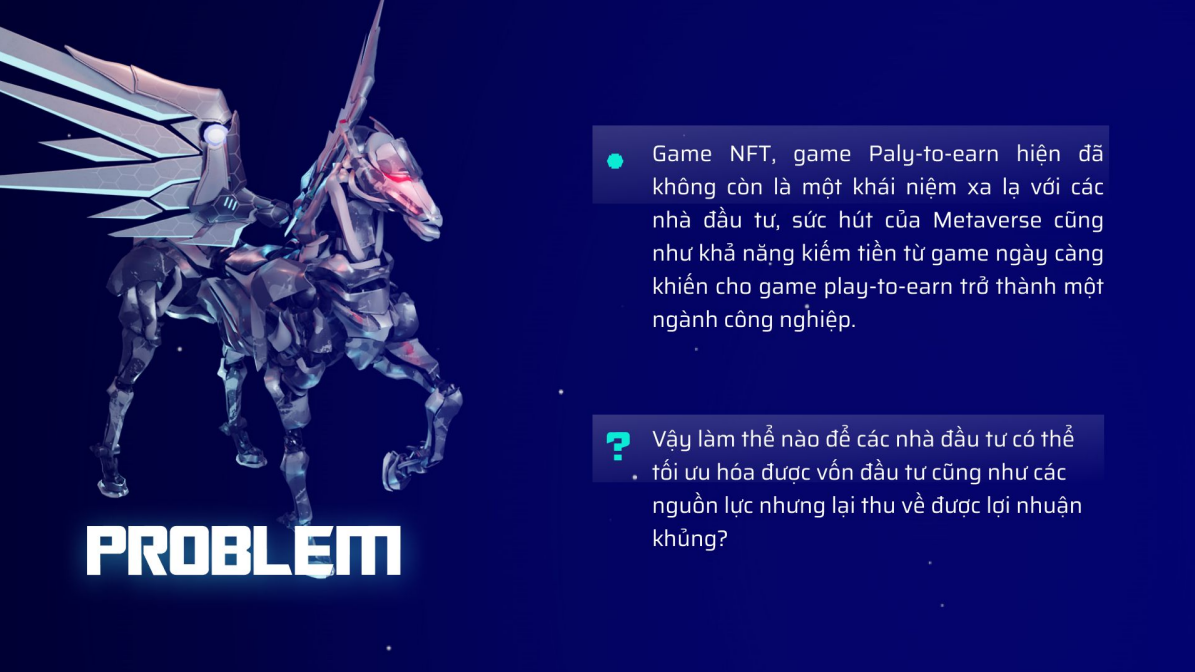 Game NFT, game Paly-to-earn hiện đã
không còn là một khái niệm xa lạ với các
nhà đầu tư, sức hút của Metaverse cũng
như khả năng kiếm tiền từ game ngày càng
khiến cho game play-to-earn trở thành một
ngành công nghiệp.
? Vậy làm thể nào để các nhà đầu tư có thể
tối ưu hóa được vốn đầu tư cũng như các
nguồn lực nhưng lại thu về được lợi nhuận
khủng?
PROBLEM